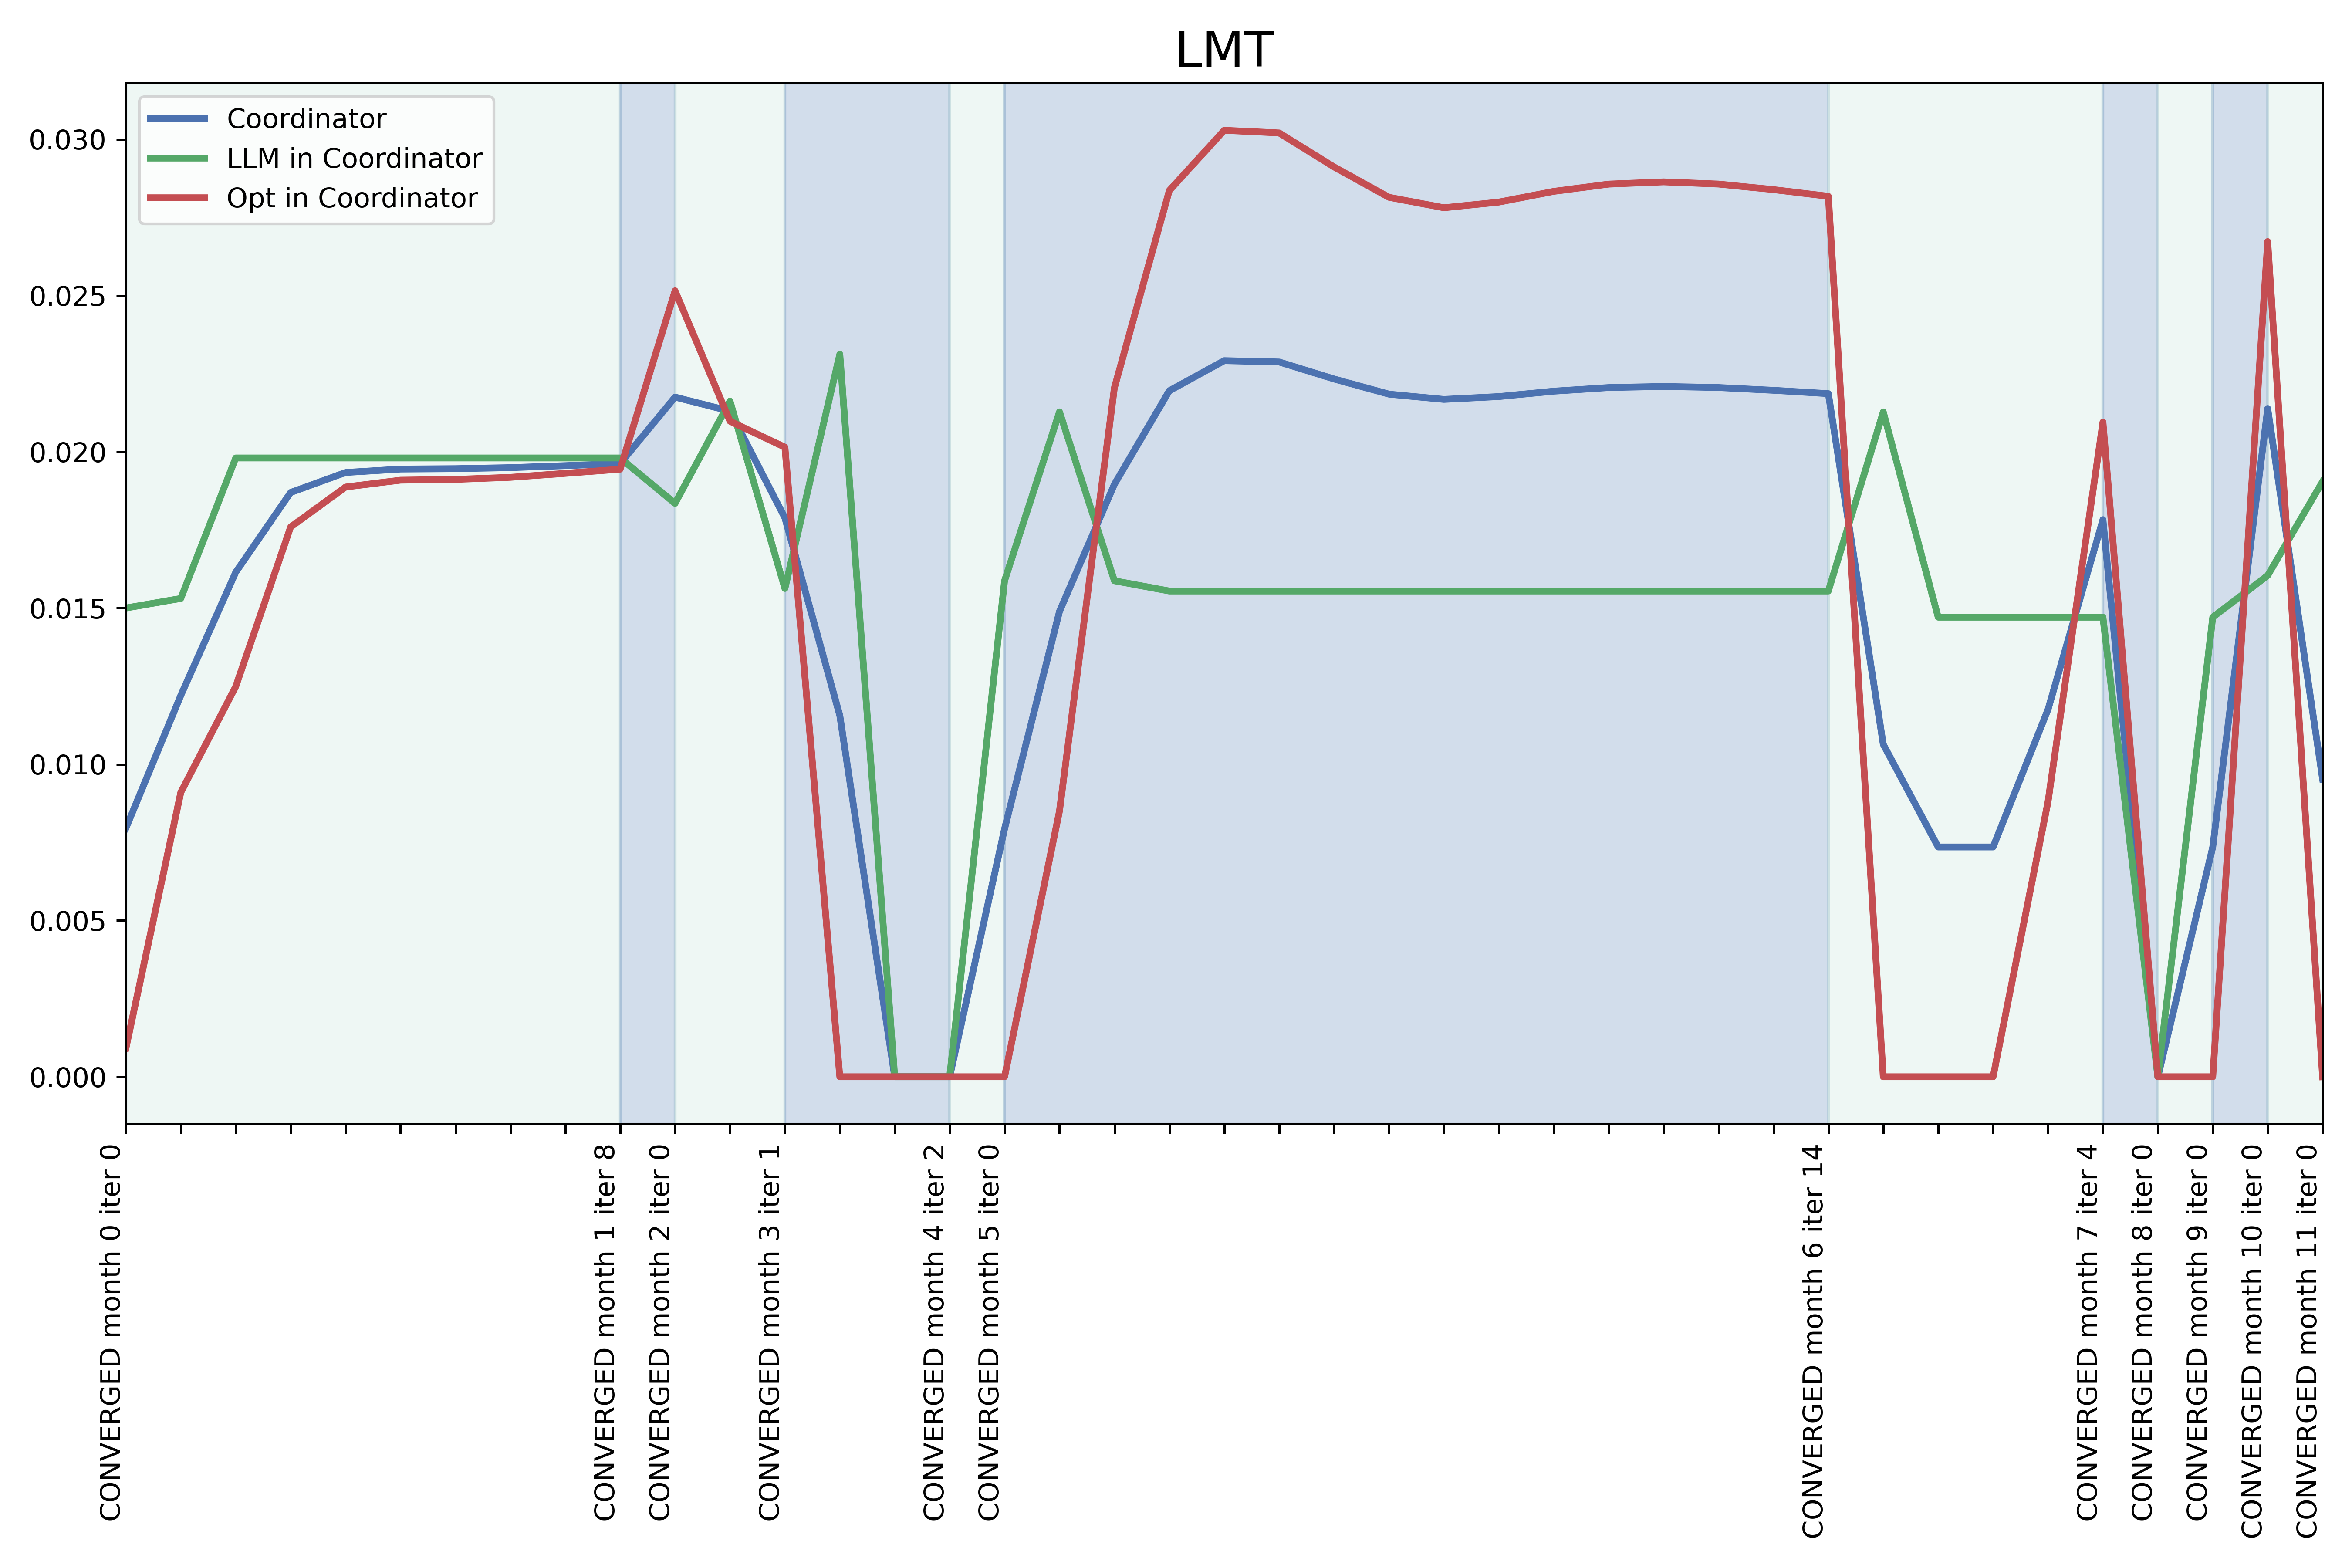 LMT
Coordinator
LLM in Coordinator
Opt in Coordinator
0.030
0.025
0.020
0.015
0.010
0.005
0.000
CONVERGED month 0 iter 0
CONVERGED month 1 iter 8
CONVERGED month 2 iter 0
CONVERGED month 3 iter 1
CONVERGED month 4 iter 2
CONVERGED month 5 iter 0
CONVERGED month 6 iter 14
CONVERGED month 7 iter 4
CONVERGED month 8 iter 0
CONVERGED month 9 iter 0
CONVERGED month 10 iter 0
CONVERGED month 11 iter 0